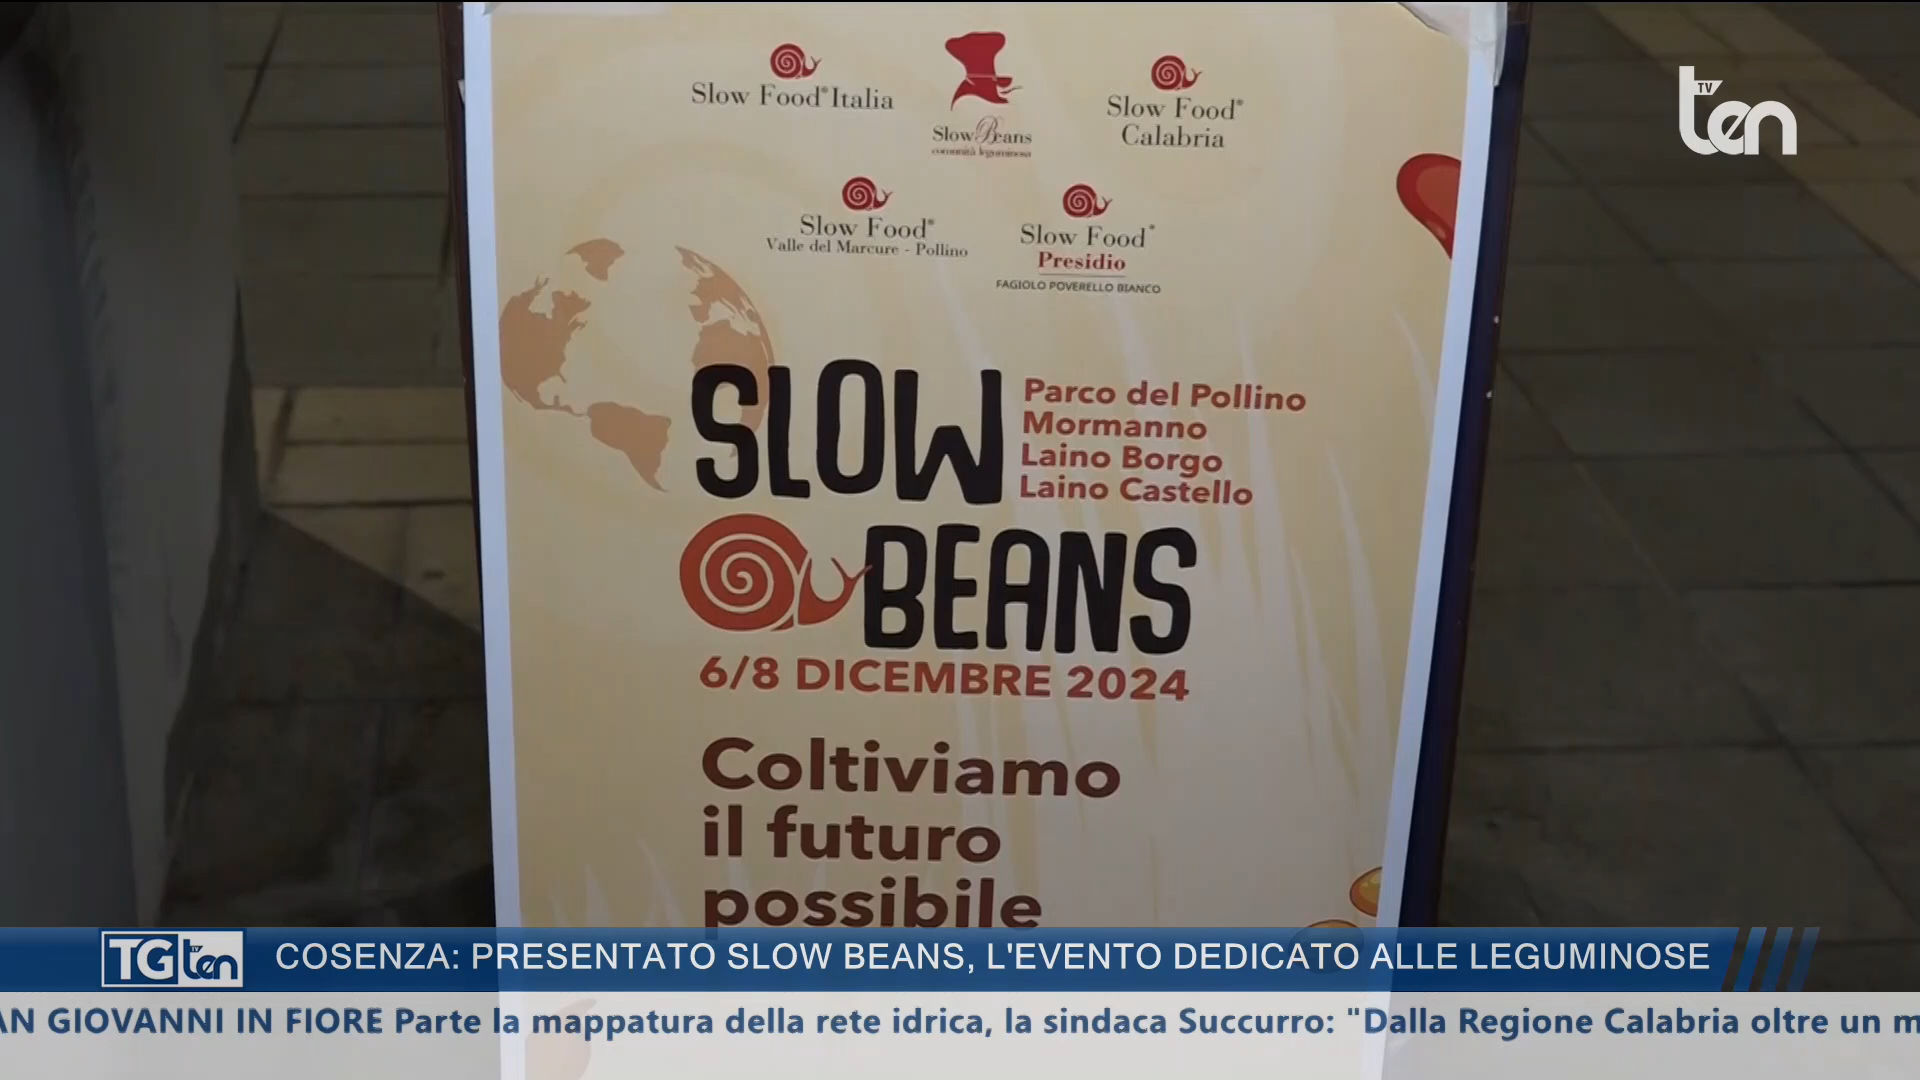 Slow Food® Italia
Slow Beans
comunità leguminosa
Slow Food®
Calabria
TV
ten
Slow Food®
Valle del Marcure - Pollino
Slow Food®
Presidio
FAGIOLO POVERELLO BIANCO
SLOW
BEANS
Parco del Pollino
Mormanno
Laino Borgo
Laino Castello
6/8 DICEMBRE 2024
Coltiviamo
il futuro
possibile
TG ten TV
COSENZA: PRESENTATO SLOW BEANS, L'EVENTO DEDICATO ALLE LEGUMINOSE
AN GIOVANNI IN FIORE Parte la mappatura della rete idrica, la sindaca Succurro: "Dalla Regione Calabria oltre un m